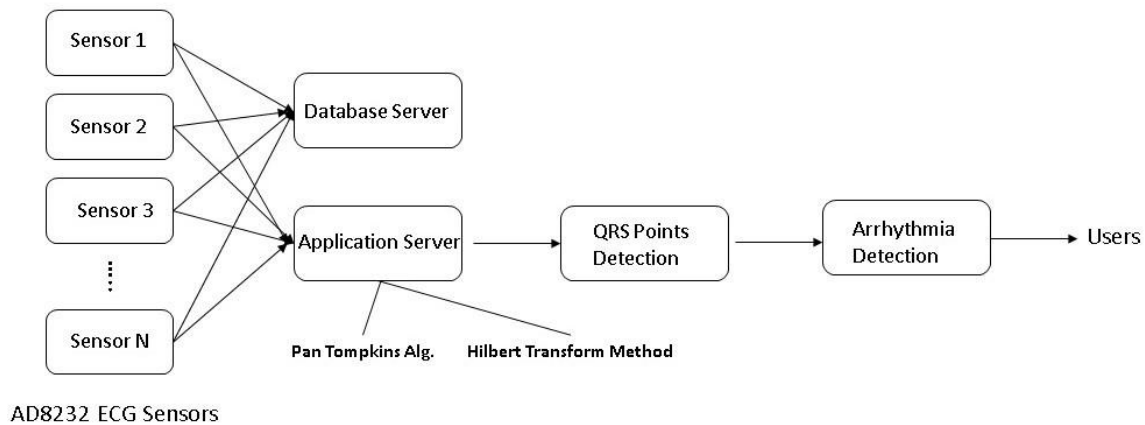 Sensor 1
Sensor 2
Sensor 3
Sensor N
AD8232 ECG Sensors
Database Server
Application Server
Pan Tompkins Alg.
Hilbert Transform Method
QRS Points
Detection
Arrhythmia
Detection
Users